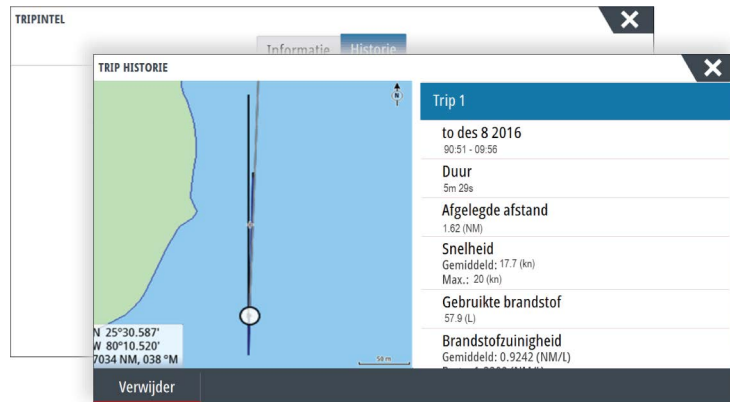 TRIPINTEL
Informatie Historie
TRIP HISTORIE
N
Trip 1
to des 8 2016
90:51 - 09:56
Duur
5m 29s
Afgelegde afstand
1.62 (NM)
Snelheid
Gemiddeld: 17.7 (kn)
Max.: 20 (kn)
Gebruikte brandstof
57.9 (L)
Brandstofzuinigheid
Gemiddeld: 0.9242 (NM/L)
N 25°30.587'
W 80°10.520'
7034 NM, 038 °M
50 m
Verwijder